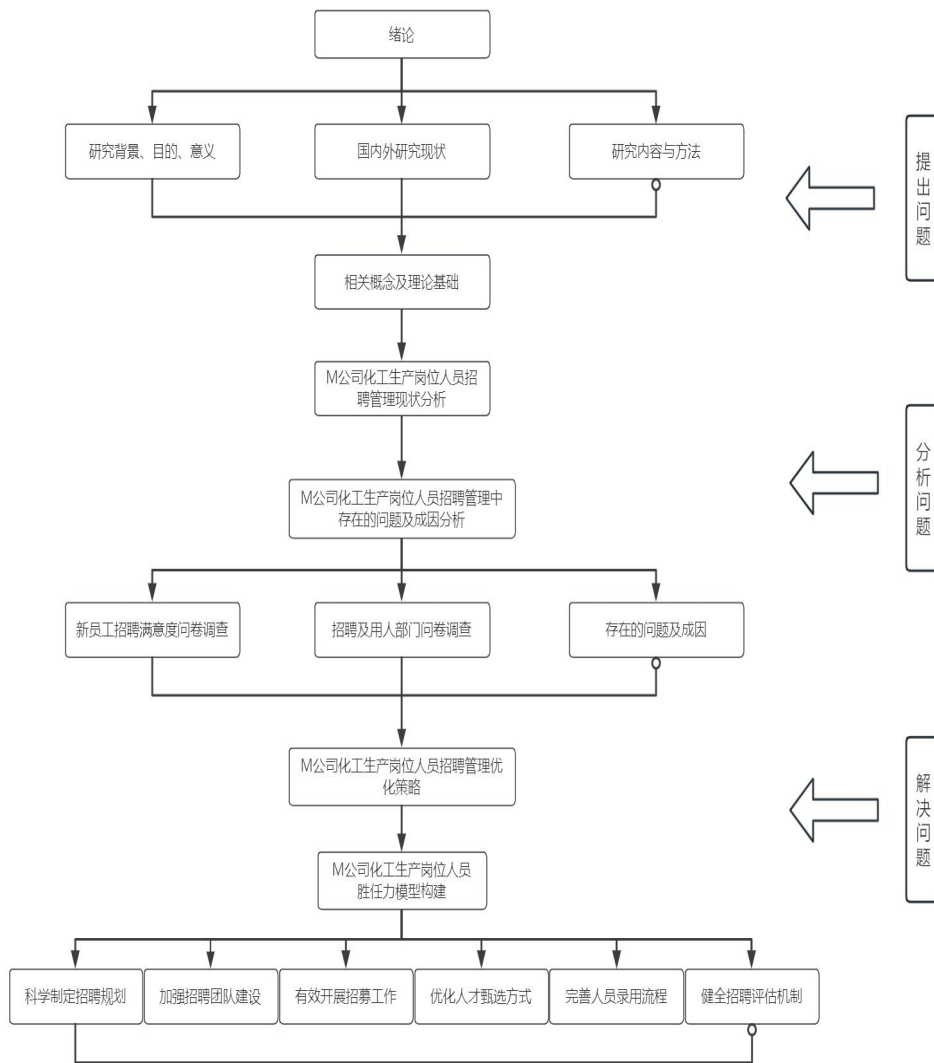 绪论
研究背景、目的、意义
国内外研究现状
研究内容与方法
提出问题
相关概念及理论基础
M公司化工生产岗位人员招
聘管理现状分析
分析问题
M公司化工生产岗位人员招聘管理中
存在的问题及成因分析
新员工招聘满意度问卷调查
招聘及用人部门问卷调查
存在的问题及成因
M公司化工生产岗位人员招聘管理优
化策略
解决问题
M公司化工生产岗位人员
胜任力模型构建
科学制定招聘规划
加强招聘团队建设
有效开展招募工作
优化人才甄选方式
完善人员录用流程
健全招聘评估机制